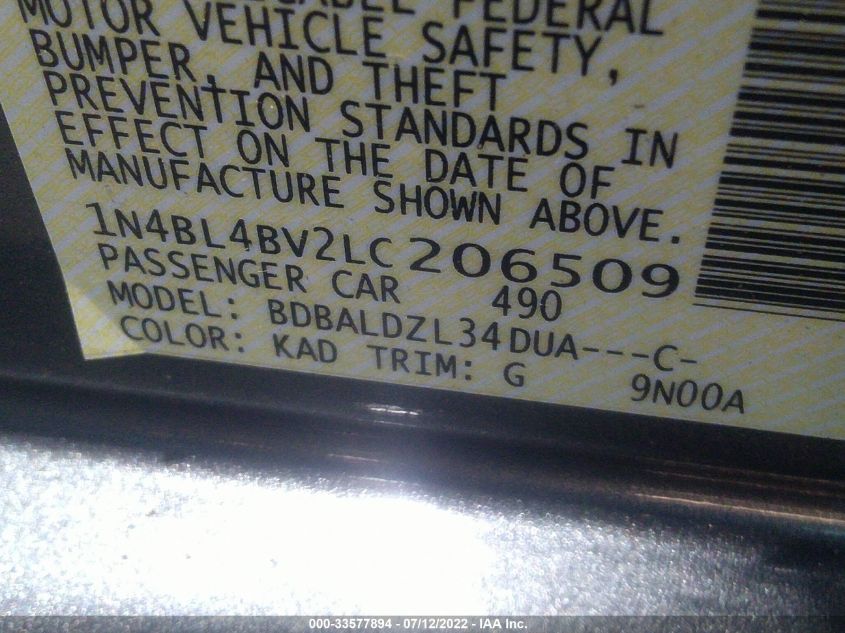 FEDERAL
MOTOR VEHICLE SAFETY,
BUMPER, AND THEFT
PREVENTION STANDARDS IN
EFFECT ON THE DATE OF
MANUFACTURE SHOWN ABOVE.
1N4BL4BV2LC206509
PASSENGER CAR 490
MODEL: BDBALDZL34DUA---C-
COLOR: KAD TRIM: G 9N00A
000-33577894 - 07/12/2022 - IAA Inc.